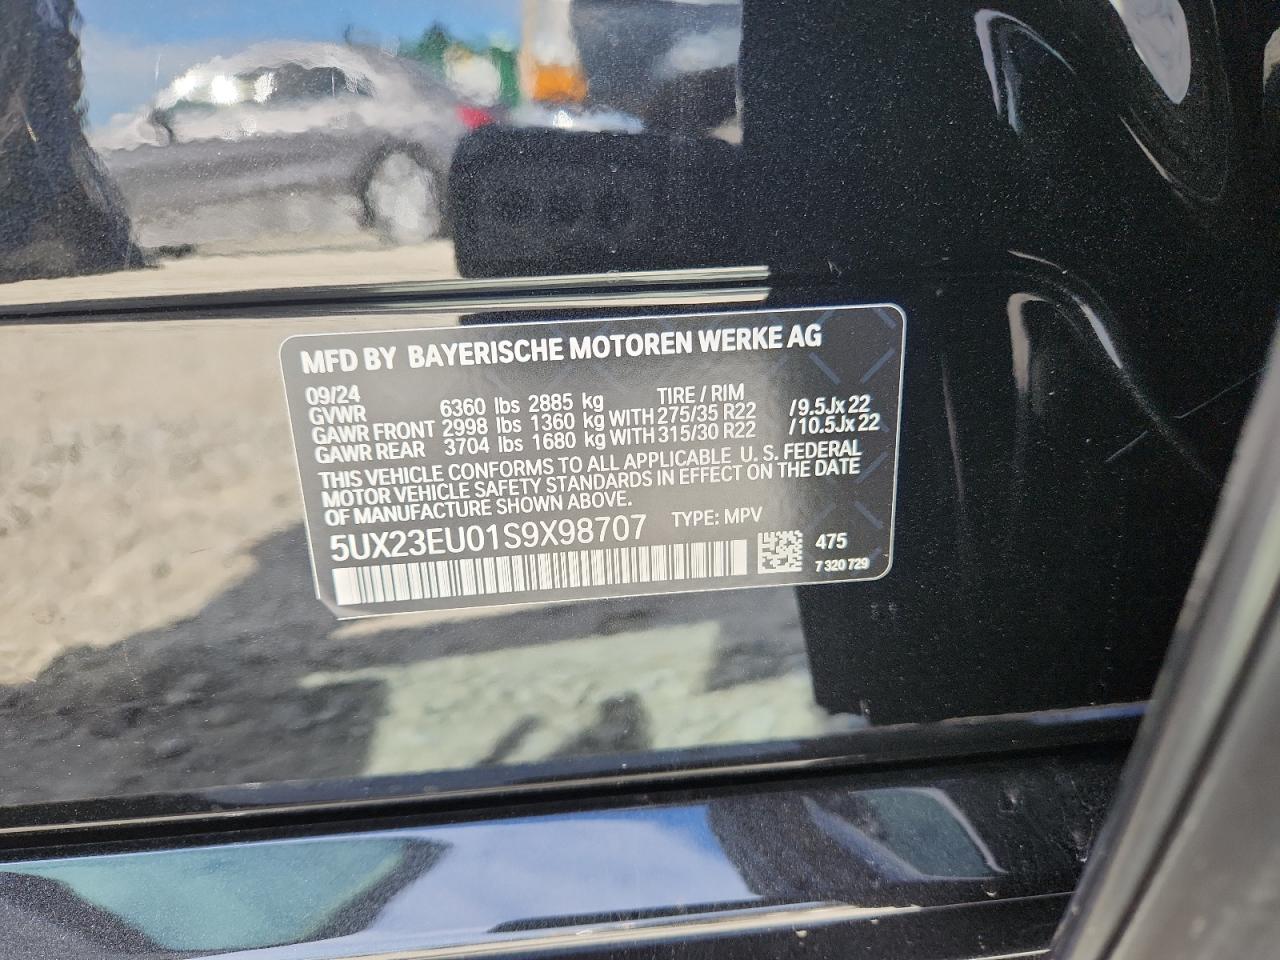 MFD BY BAYERISCHE MOTOREN WERKE AG
09/24 TIRE / RIM
GVWR 6360 lbs 2885 kg
GAWR FRONT 2998 lbs 1360 kg WITH 275/35 R22 /9.5Jx22
GAWR REAR 3704 lbs 1680 kg WITH 315/30 R22 /10.5Jx22
THIS VEHICLE CONFORMS TO ALL APPLICABLE U. S. FEDERAL
MOTOR VEHICLE SAFETY STANDARDS IN EFFECT ON THE DATE
OF MANUFACTURE SHOWN ABOVE.
5UX23EU01S9X98707 TYPE: MPV
475
7 320 729